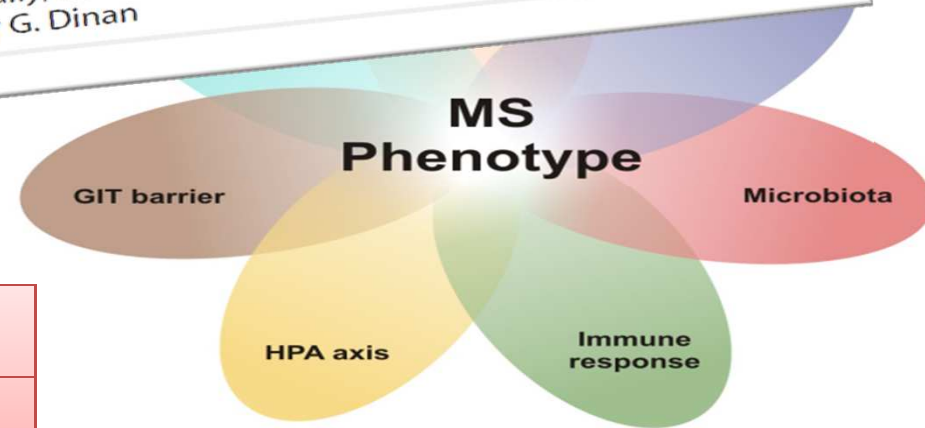 G. Dinan
MS
Phenotype
GIT barrier
Microbiota
HPA axis
Immune
response